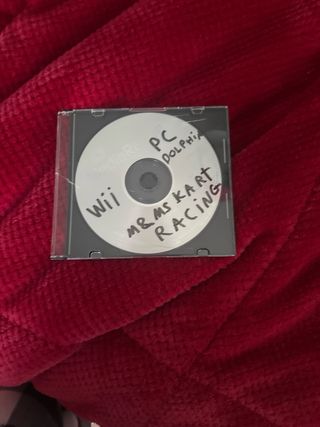 PC
DOLPHIN
Wii
M&MS KART
RACING